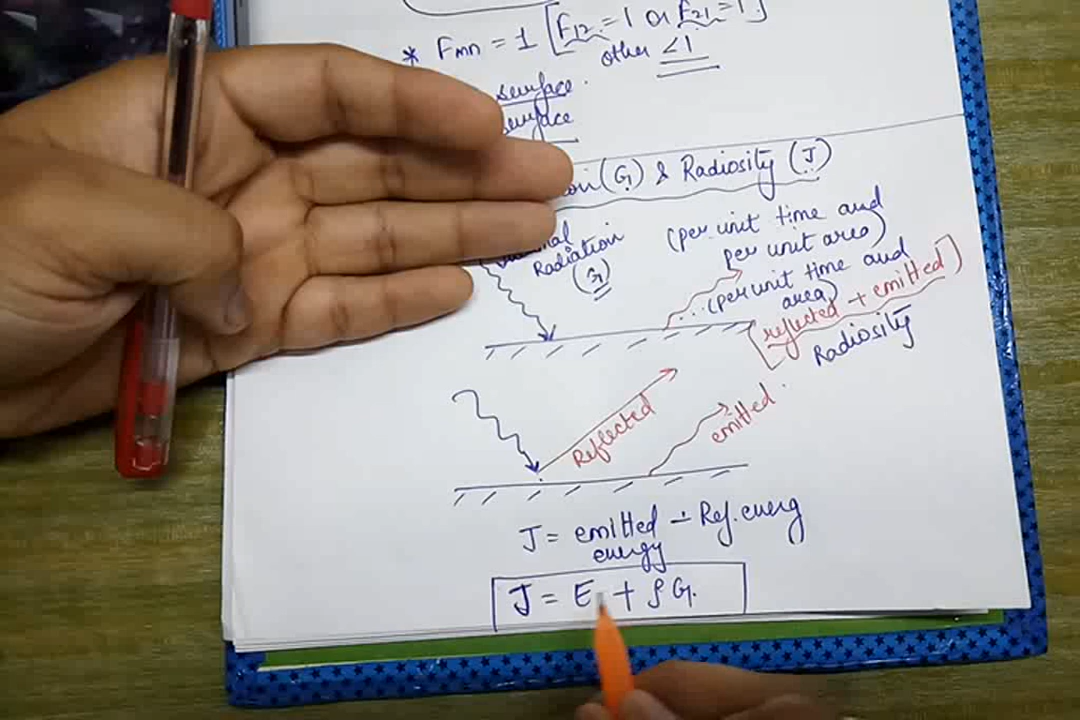 * Fmn = 1 [F12 = 1 or F21 = 1]
other <1
surface
surface
(G) & Radiosity (J)
Radiation
(G)
(per unit time and
per unit area)
(per unit time and
area)
[reflected + emitted]
Radiosity
Reflected
emitted
J = emitted + Ref. energ
energy
J = E + ρG.